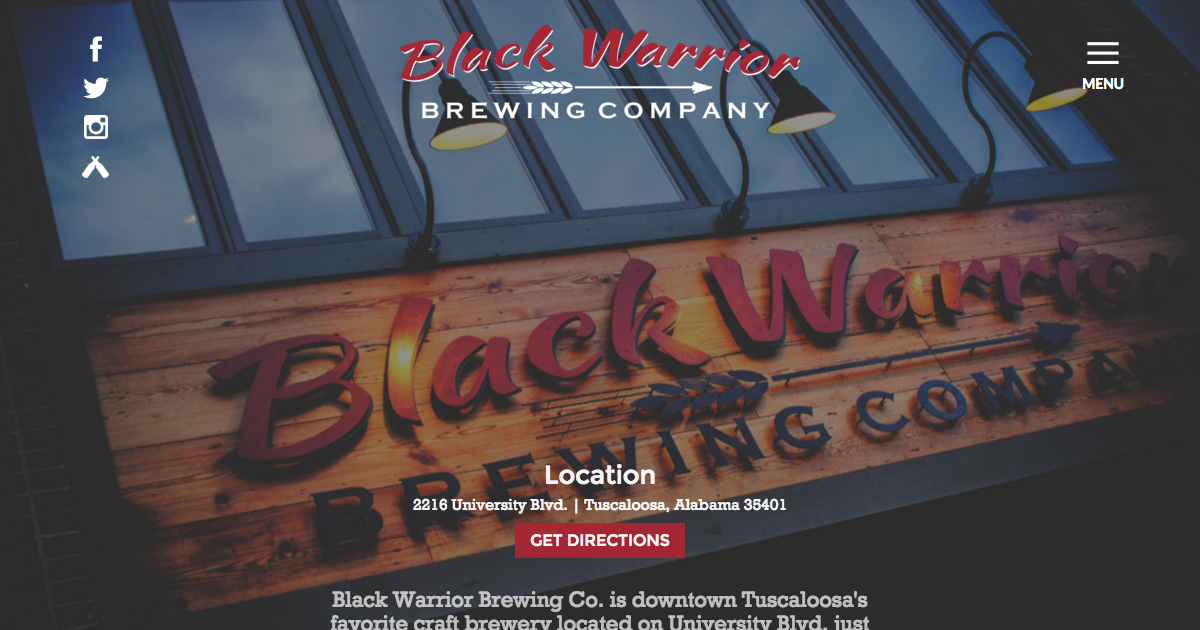 Black Warrior
BREWING COMPANY
MENU
Black Warrior
BREWING COMPANY
Location
2216 University Blvd. | Tuscaloosa, Alabama 35401
GET DIRECTIONS
Black Warrior Brewing Co. is downtown Tuscaloosa's
favorite craft brewery located on University Blvd. just